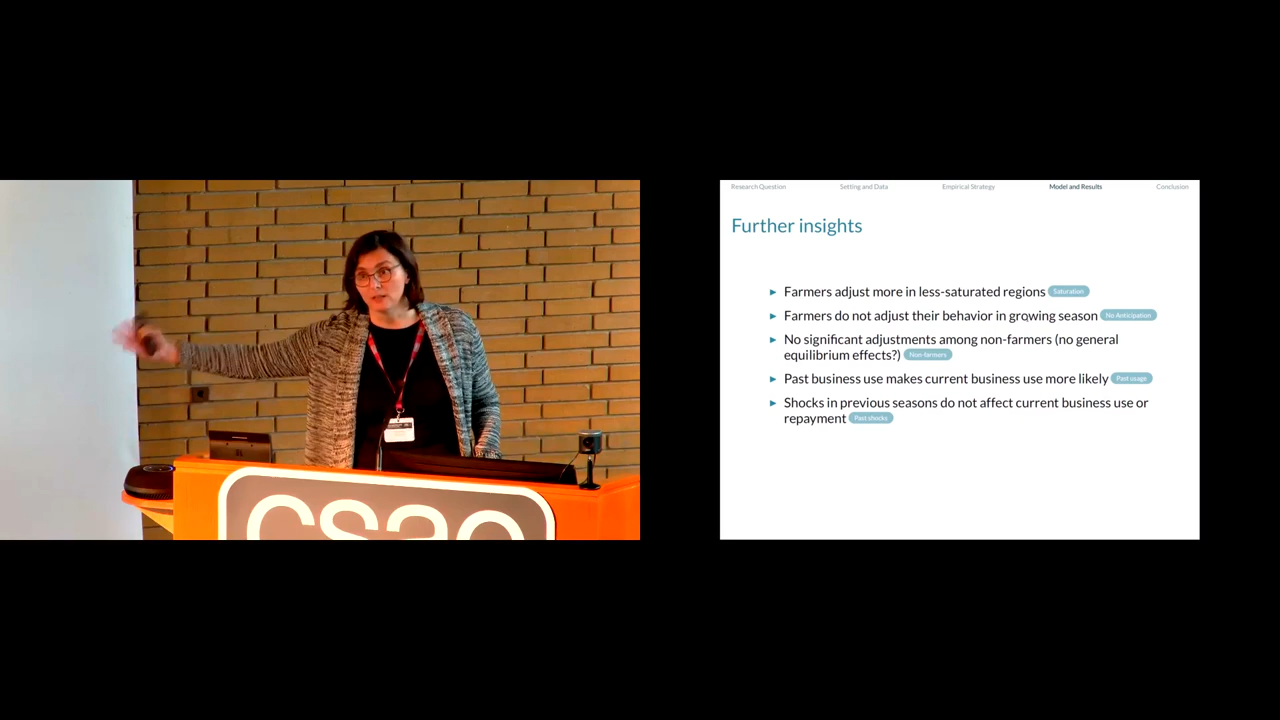 csae
Research Question Setting and Data Empirical Strategy Model and Results Conclusion
Further insights
► Farmers adjust more in less-saturated regions Saturation
► Farmers do not adjust their behavior in growing season No Anticipation
► No significant adjustments among non-farmers (no general
equilibrium effects?) Non-farmers
► Past business use makes current business use more likely Past usage
► Shocks in previous seasons do not affect current business use or
repayment Past shocks